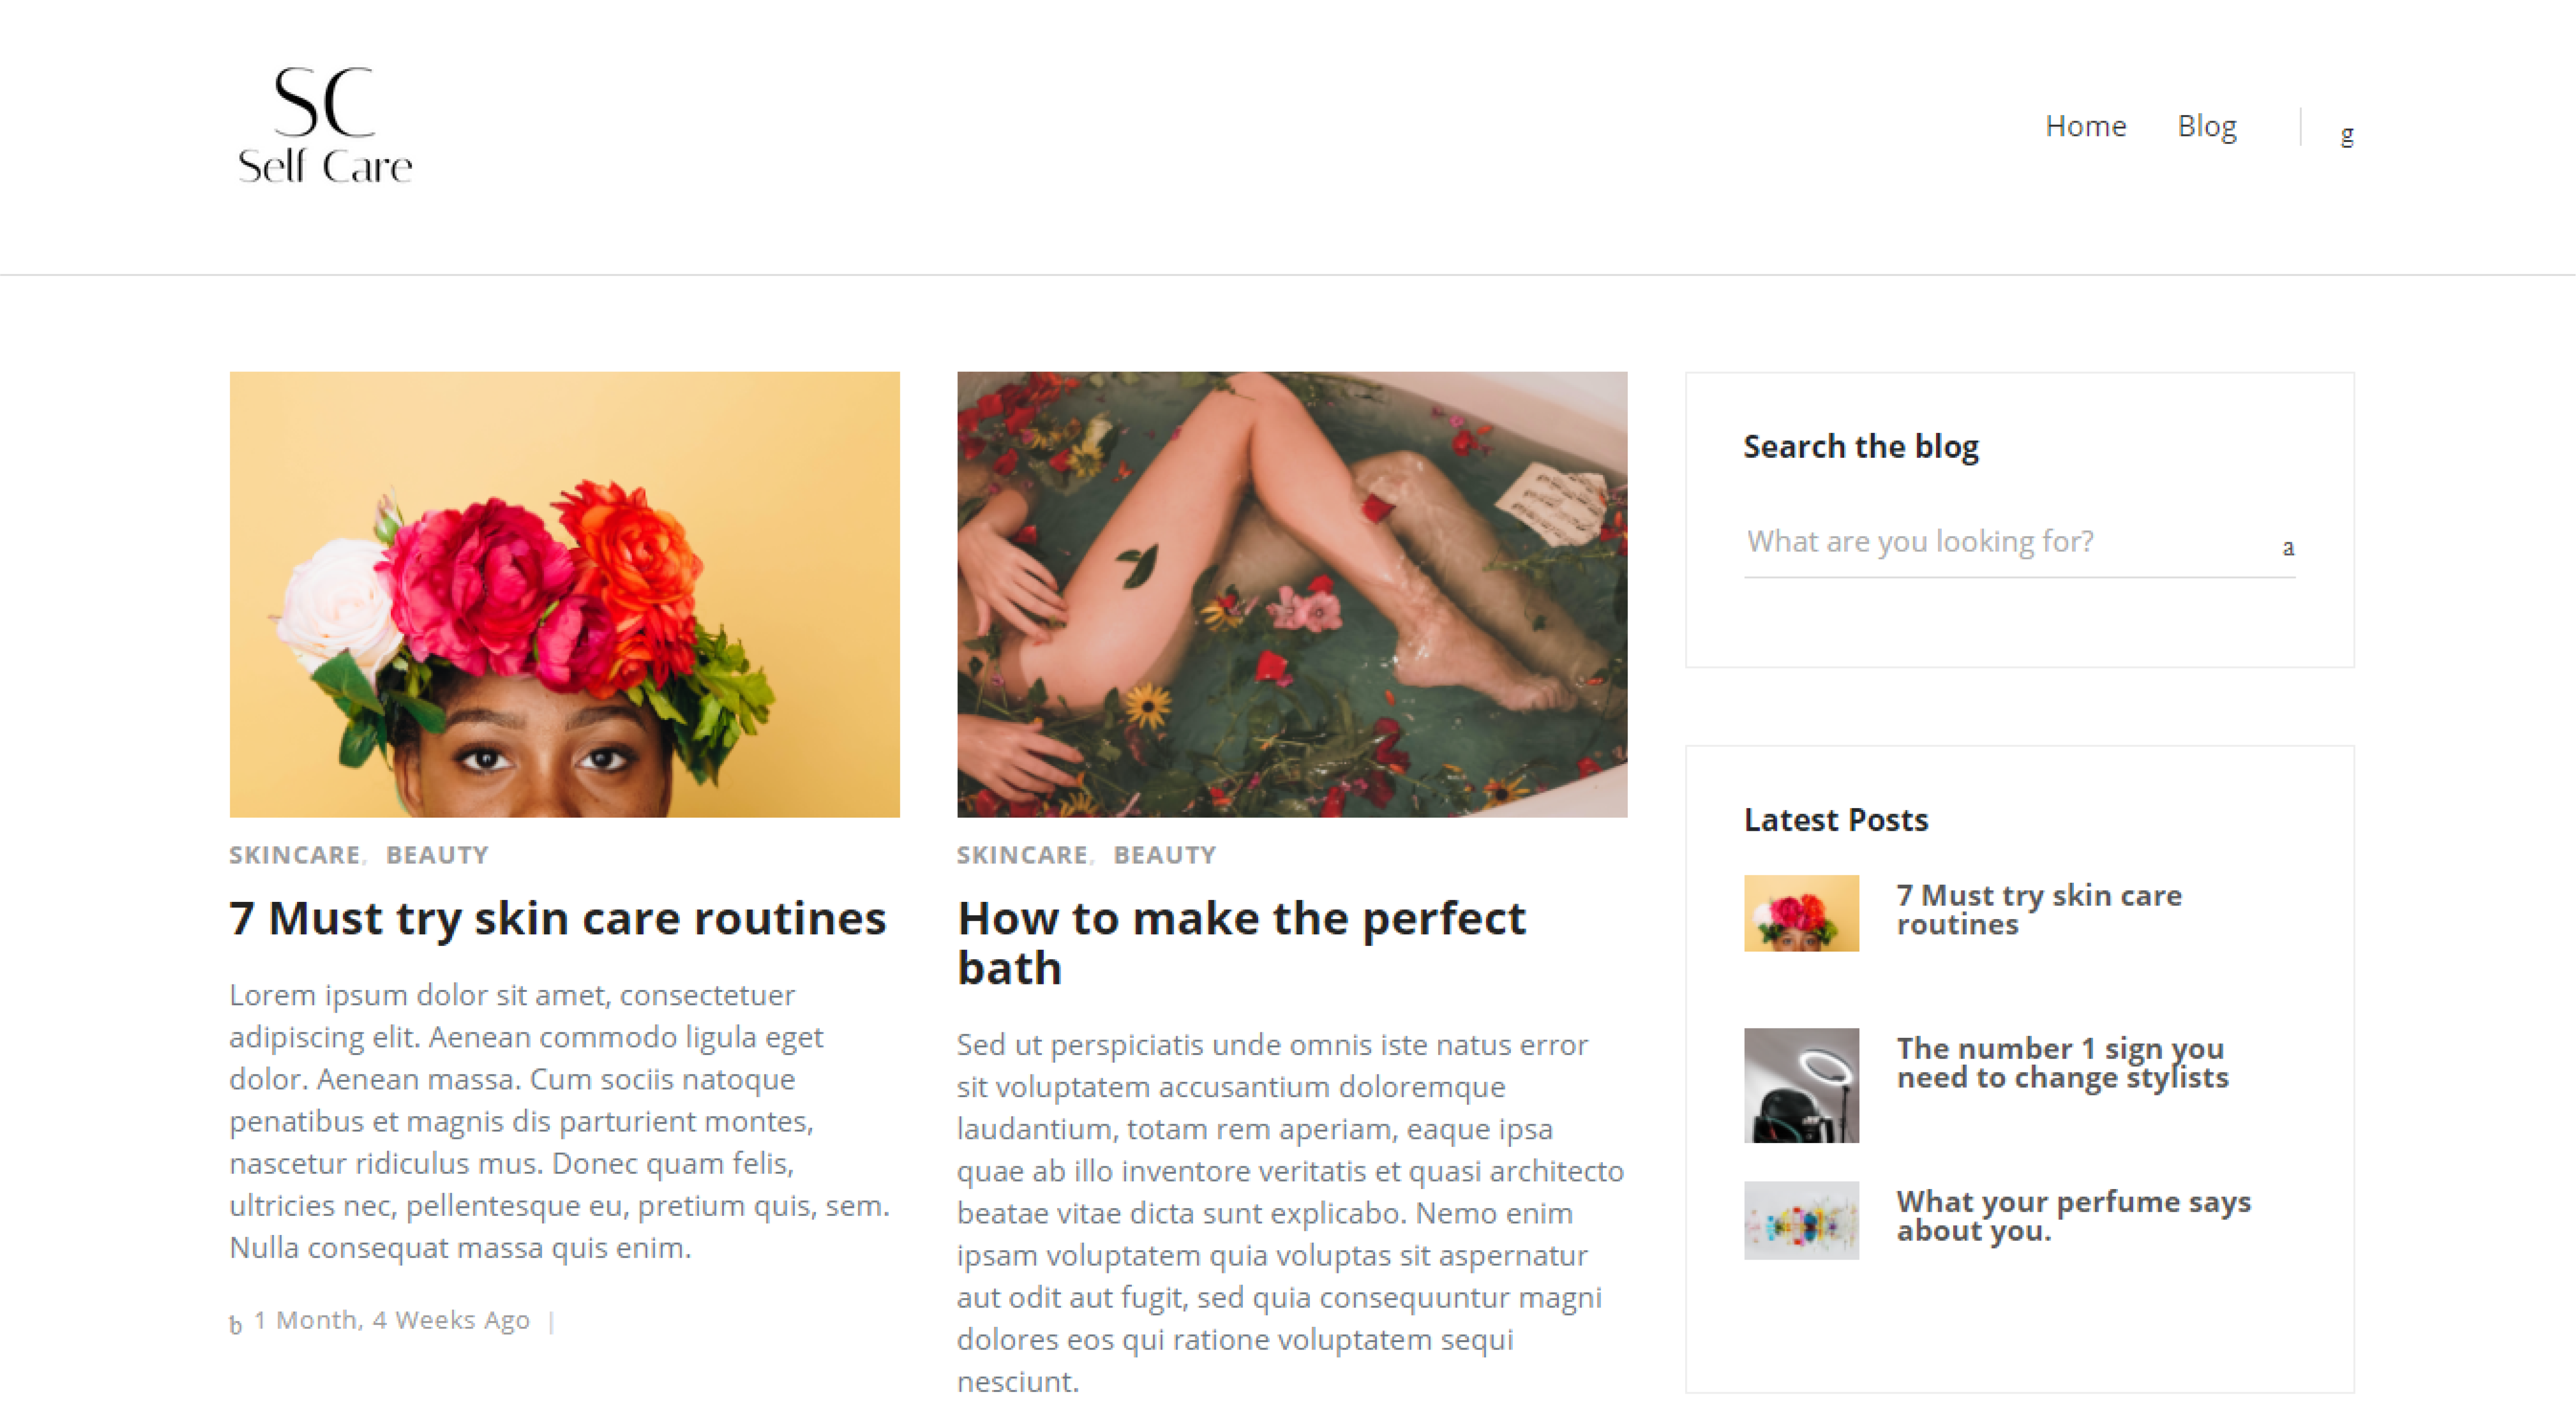 SC
Self Care
Home Blog g
SKINCARE, BEAUTY
7 Must try skin care routines
Lorem ipsum dolor sit amet, consectetuer
adipiscing elit. Aenean commodo ligula eget
dolor. Aenean massa. Cum sociis natoque
penatibus et magnis dis parturient montes,
nascetur ridiculus mus. Donec quam felis,
ultricies nec, pellentesque eu, pretium quis, sem.
Nulla consequat massa quis enim.
b 1 Month, 4 Weeks Ago |
SKINCARE, BEAUTY
How to make the perfect
bath
Sed ut perspiciatis unde omnis iste natus error
sit voluptatem accusantium doloremque
laudantium, totam rem aperiam, eaque ipsa
quae ab illo inventore veritatis et quasi architecto
beatae vitae dicta sunt explicabo. Nemo enim
ipsam voluptatem quia voluptas sit aspernatur
aut odit aut fugit, sed quia consequuntur magni
dolores eos qui ratione voluptatem sequi
nesciunt.
Search the blog
What are you looking for? a
Latest Posts
7 Must try skin care
routines
The number 1 sign you
need to change stylists
What your perfume says
about you.